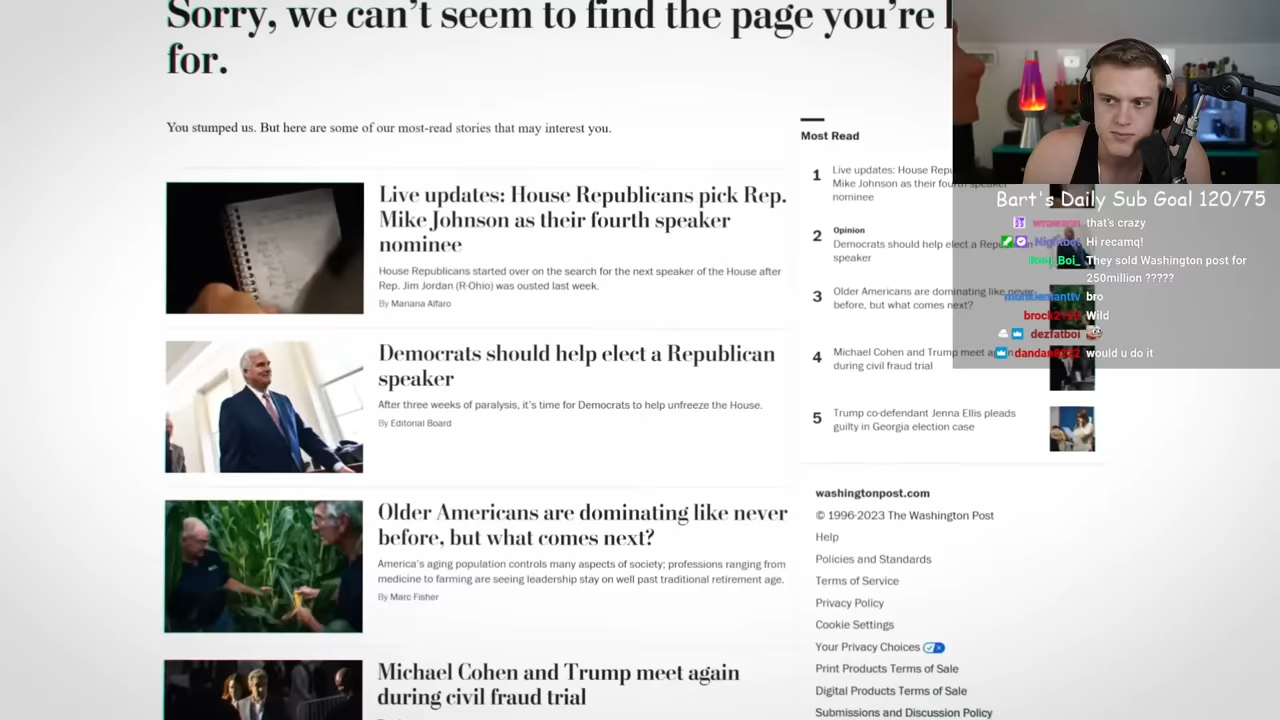 Sorry, we can't seem to find the page you're
for.
You stumped us. But here are some of our most-read stories that may interest you.
Live updates: House Republicans pick Rep.
Mike Johnson as their fourth speaker
nominee
House Republicans started over on the search for the next speaker of the House after
Rep. Jim Jordan (R-Ohio) was ousted last week.
By Mariana Alfaro
Democrats should help elect a Republican
speaker
After three weeks of paralysis, it's time for Democrats to help unfreeze the House.
By Editorial Board
Older Americans are dominating like never
before, but what comes next?
America's aging population controls many aspects of society; professions ranging from
medicine to farming are seeing leadership stay on well past traditional retirement age.
By Marc Fisher
Michael Cohen and Trump meet again
during civil fraud trial
Most Read
1
Live updates: House Repu
Mike Johnson as their fourth speaker
nominee
2
Opinion
Democrats should help elect a Republican
speaker
3
Older Americans are dominating like never
before, but what comes next?
4
Michael Cohen and Trump meet again
during civil fraud trial
5
Trump co-defendant Jenna Ellis pleads
guilty in Georgia election case
washingtonpost.com
© 1996-2023 The Washington Post
Help
Policies and Standards
Terms of Service
Privacy Policy
Cookie Settings
Your Privacy Choices
Print Products Terms of Sale
Digital Products Terms of Sale
Submissions and Discussion Policy
Bart's Daily Sub Goal 120/75
that's crazy
Hi recamq!
They sold Washington post for
250million ?????
bro
Wild
dezfatboi
would u do it